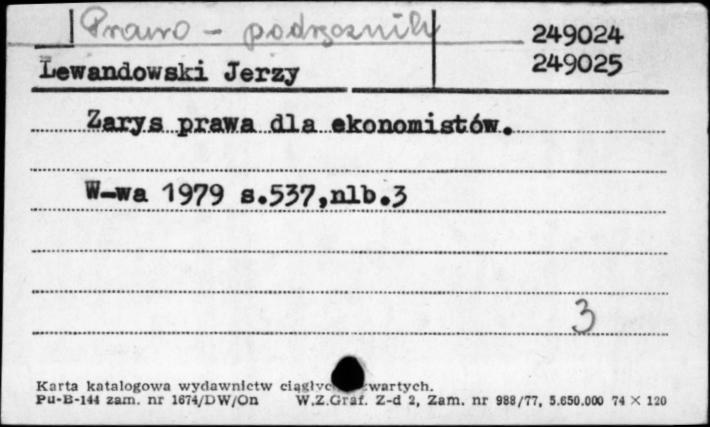 Prawo - podręczniki
249024
Lewandowski Jerzy
249025
Zarys prawa dla ekonomistów.
W-wa 1979 s.537,nlb.3
3
Karta katalogowa wydawnictw ciągłych zwartych.
Pu-B-144 zam. nr 1674/DW/On W.Z.Graf. Z-d 2, Zam. nr 988/77, 5.650.000 74 × 120